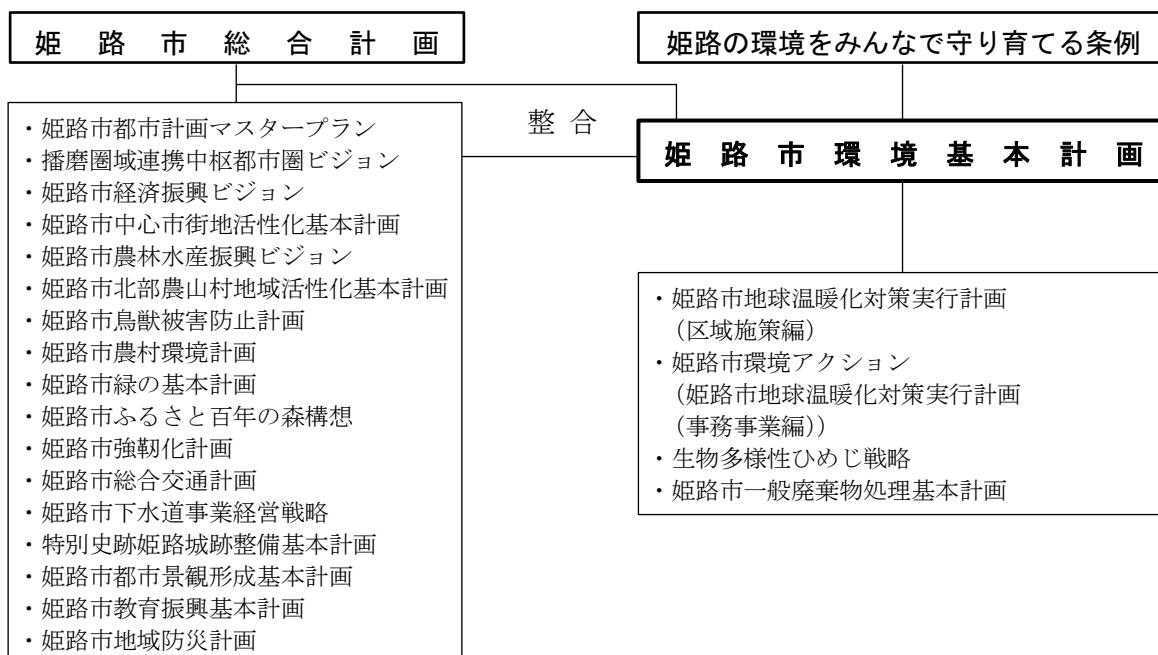 姫路市総合計画
姫路の環境をみんなで守り育てる条例
整合
姫路市環境基本計画
・姫路市都市計画マスタープラン
・播磨圏域連携中枢都市圏ビジョン
・姫路市経済振興ビジョン
・姫路市中心市街地活性化基本計画
・姫路市農林水産振興ビジョン
・姫路市北部農山村地域活性化基本計画
・姫路市鳥獣被害防止計画
・姫路市農村環境計画
・姫路市緑の基本計画
・姫路市ふるさと百年の森構想
・姫路市強靭化計画
・姫路市総合交通計画
・姫路市下水道事業経営戦略
・特別史跡姫路城跡整備基本計画
・姫路市都市景観形成基本計画
・姫路市教育振興基本計画
・姫路市地域防災計画
・姫路市地球温暖化対策実行計画
（区域施策編）
・姫路市環境アクション
（姫路市地球温暖化対策実行計画
（事務事業編））
・生物多様性ひめじ戦略
・姫路市一般廃棄物処理基本計画